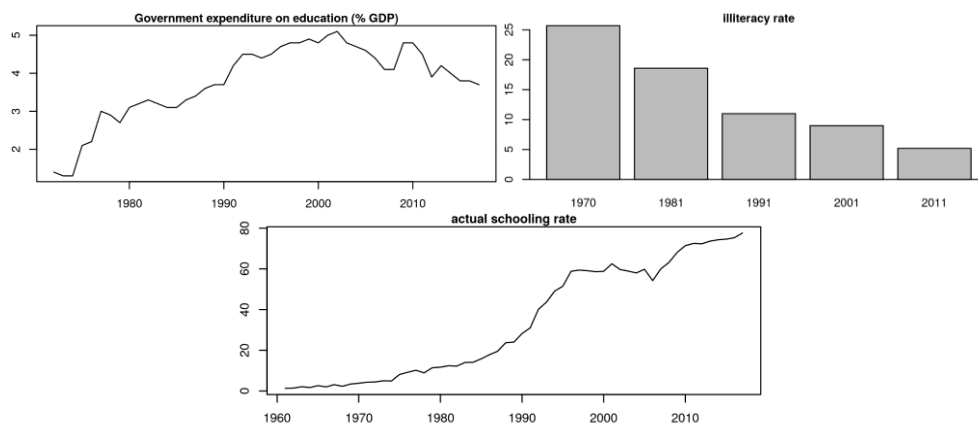 Government expenditure on education (% GDP)
5
4
3
2
1980 1990 2000 2010
illiteracy rate
25
20
15
10
5
0
1970 1981 1991 2001 2011
actual schooling rate
80
60
40
20
0
1960 1970 1980 1990 2000 2010